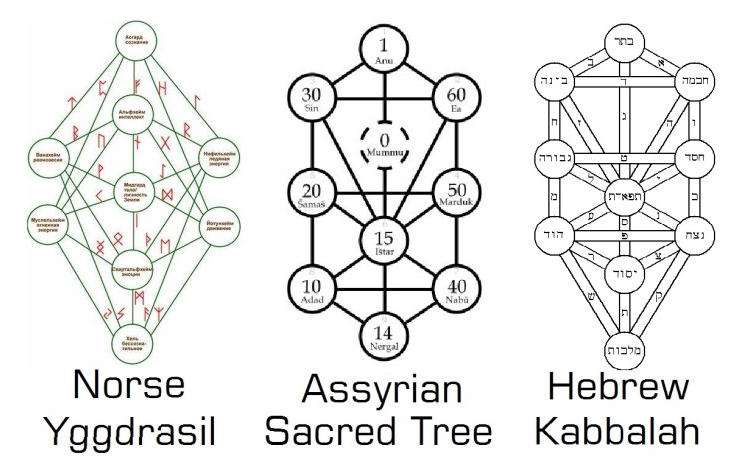 Асгард
сознание
Альфхейм
интеллект
Ванахейм
равновесие
Нифельхейм
ледяная
энергия
Мидгард
тело/
личность
Муспельхейм
огненная
энергия
Йотунхейм
движение
Свартальфхейм
эмоции
Хель
бессозна-
тельное
Norse
Yggdrasil
1
Anu
30
Sin
60
Ea
0
Mummu
20
Šamaš
50
Marduk
15
Ištar
10
Adad
40
Nabû
14
Nergal
Assyrian
Sacred Tree
כתר
ב
א
בינה
חכמה
ד
ג
ח
ז
ה
ו
גבורה
חסד
ט
ל
י
תפארת
מ
כ
ע
ס
נ
הוד
נצח
פ
ר
צ
יסוד
ש
ת
ק
מלכות
Hebrew
Kabbalah